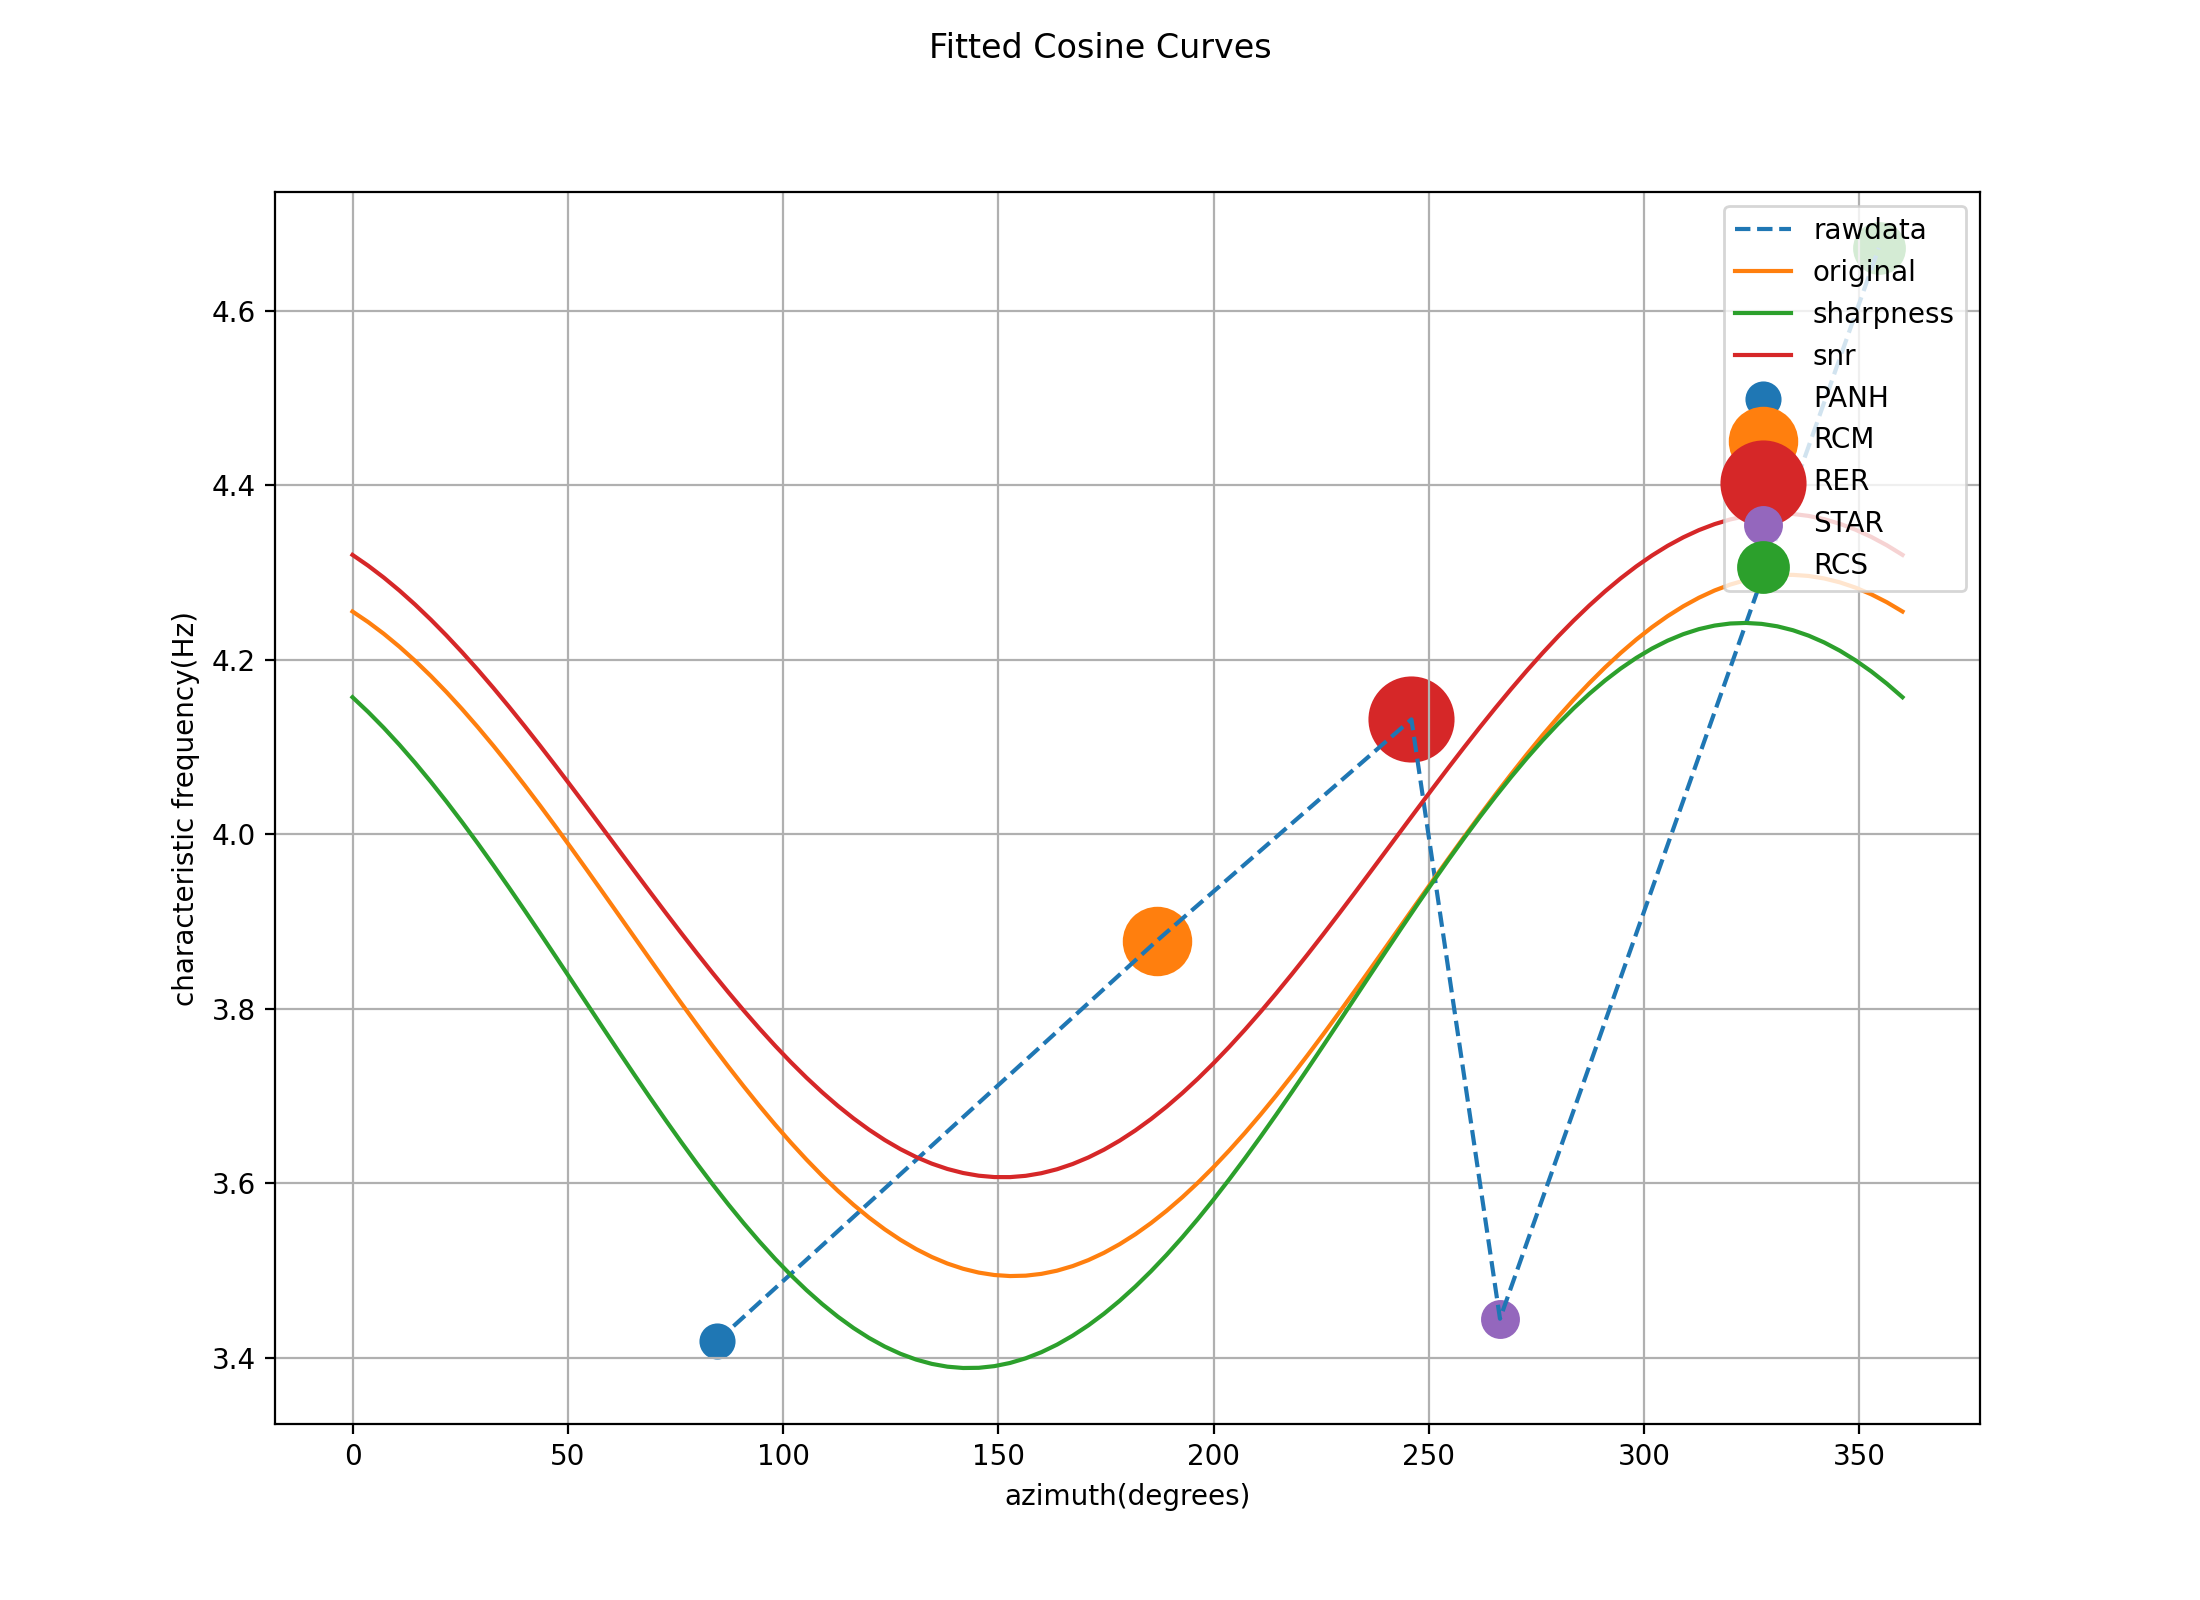 Fitted Cosine Curves
rawdata
original
sharpness
snr
PANH
RCM
RER
STAR
RCS
characteristic frequency(Hz)
4.6
4.4
4.2
4.0
3.8
3.6
3.4
0 50 100 150 200 250 300 350
azimuth(degrees)